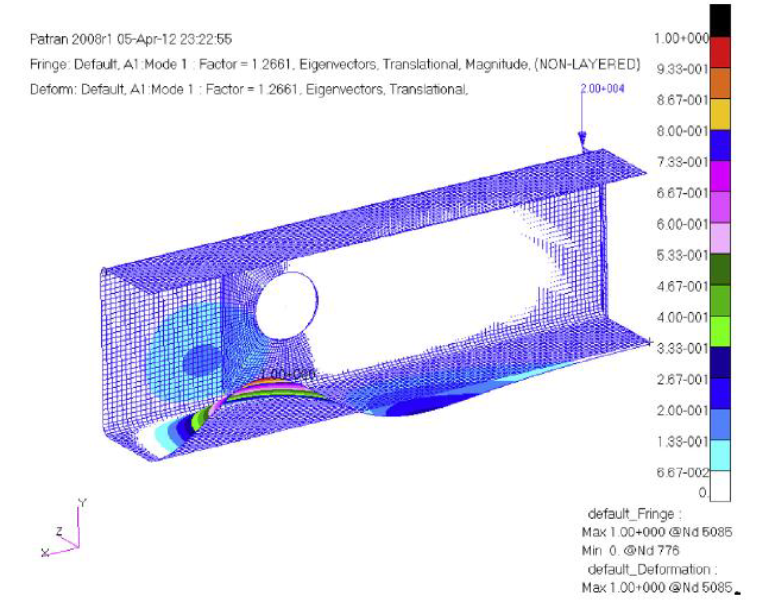 Patran 2008r1 05-Apr-12 23:22:55
Fringe: Default, A1:Mode 1 : Factor = 1.2661, Eigenvectors, Translational, Magnitude, (NON-LAYERED)
Deform: Default, A1:Mode 1 : Factor = 1.2661, Eigenvectors, Translational,
1.00+000
9.33-001
8.67-001
8.00-001
7.33-001
6.67-001
6.00-001
5.33-001
4.67-001
4.00-001
3.33-001
2.67-001
2.00-001
1.33-001
6.67-002
0.
2.00+004
1.00+000
Y
Z
X
default_Fringe :
Max 1.00+000 @Nd 5085
Min 0. @Nd 776
default_Deformation :
Max 1.00+000 @Nd 5085